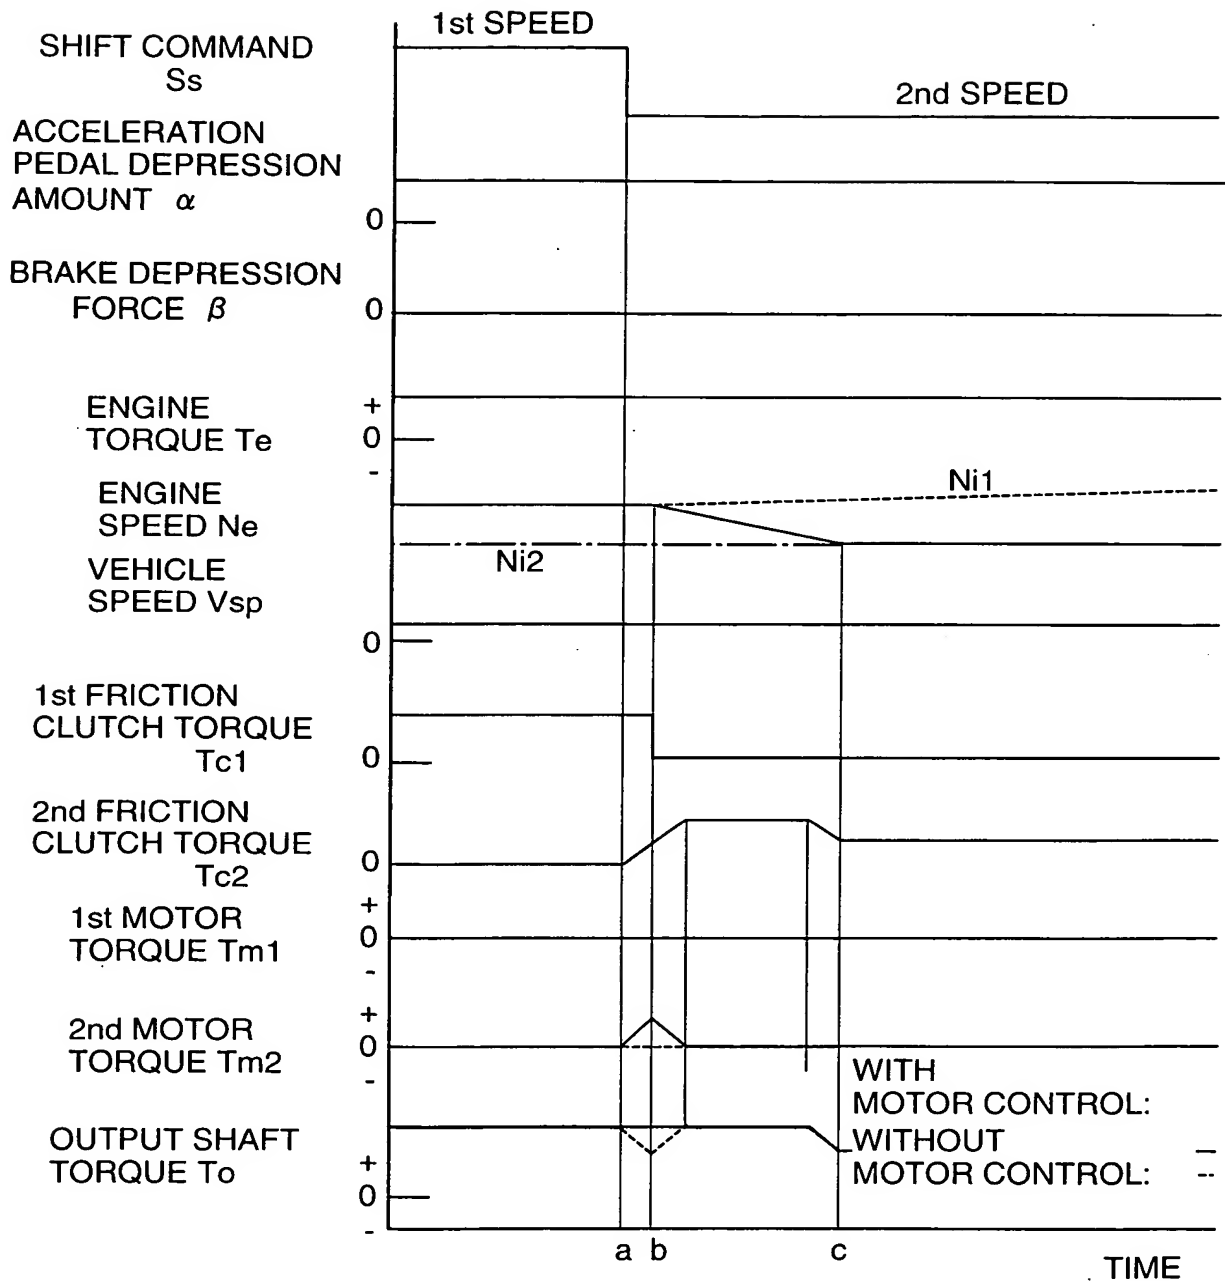 1st SPEED
SHIFT COMMAND
Ss
2nd SPEED
ACCELERATION
PEDAL DEPRESSION
AMOUNT α
0
BRAKE DEPRESSION
FORCE β
0
ENGINE
TORQUE Te
+
0
-
Ni1
ENGINE
SPEED Ne
Ni2
VEHICLE
SPEED Vsp
0
1st FRICTION
CLUTCH TORQUE
Tc1
0
2nd FRICTION
CLUTCH TORQUE
Tc2
0
1st MOTOR
TORQUE Tm1
+
0
-
2nd MOTOR
TORQUE Tm2
+
0
-
WITH
MOTOR CONTROL:
WITHOUT
MOTOR CONTROL:
OUTPUT SHAFT
TORQUE To
+
0
-
a b c
TIME